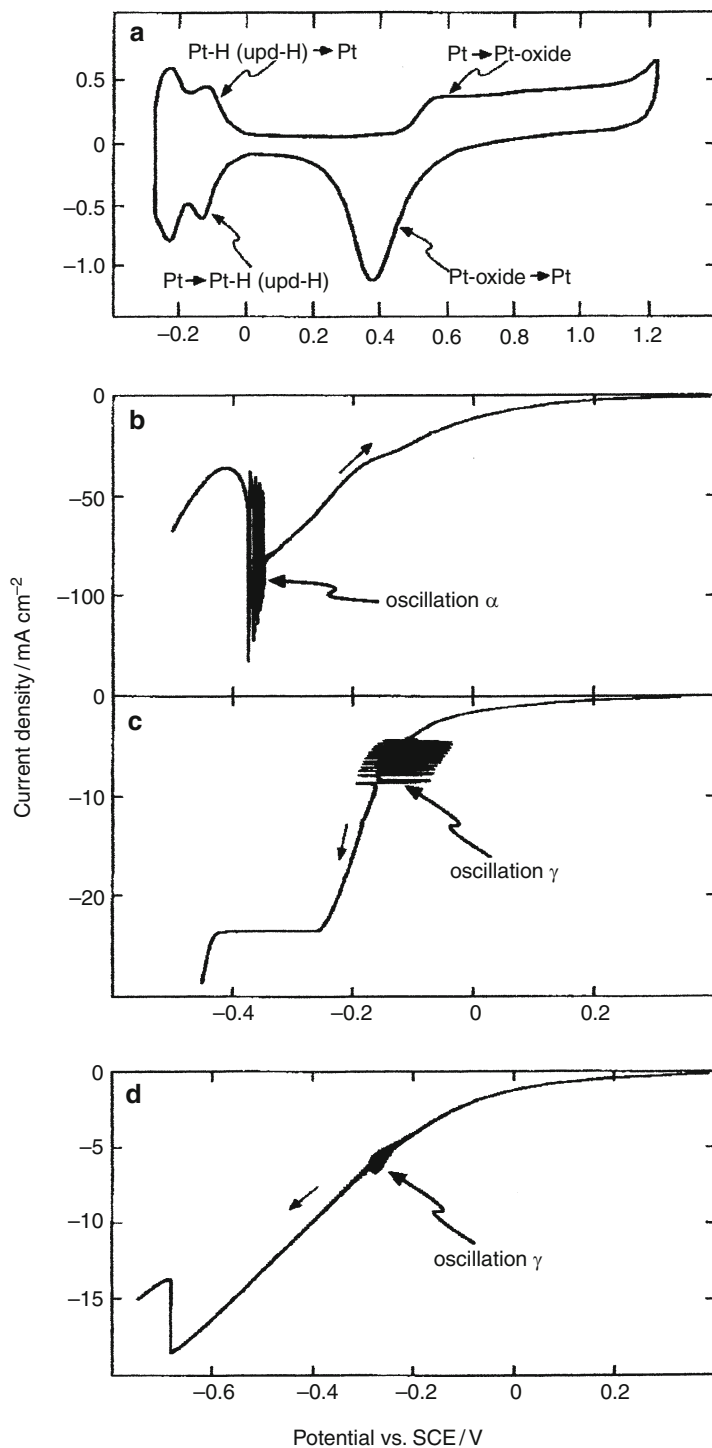 a
Pt-H (upd-H) → Pt
Pt → Pt-oxide
0.5
0
−0.5
−1.0
Pt → Pt-H (upd-H)
Pt-oxide → Pt
−0.2 0 0.2 0.4 0.6 0.8 1.0 1.2
b
0
−50
−100
oscillation α
c
0
−10
−20
oscillation γ
−0.4 −0.2 0 0.2
d
0
−5
−10
−15
oscillation γ
−0.6 −0.4 −0.2 0 0.2
Current density / mA cm⁻²
Potential vs. SCE / V